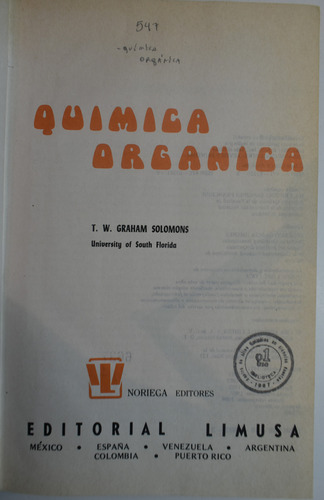 547
- química
orgánica
QUIMICA
ORGANICA
T. W. GRAHAM SOLOMONS
University of South Florida
NORIEGA EDITORES
EDITORIAL LIMUSA
MÉXICO • ESPAÑA • VENEZUELA • ARGENTINA
COLOMBIA • PUERTO RICO